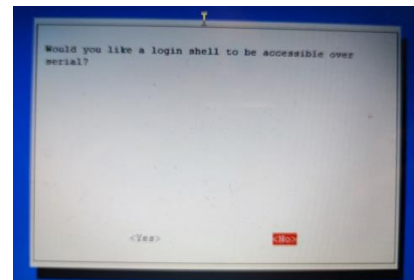 Would you like a login shell to be accessible over
serial?
<Yes>
<No>